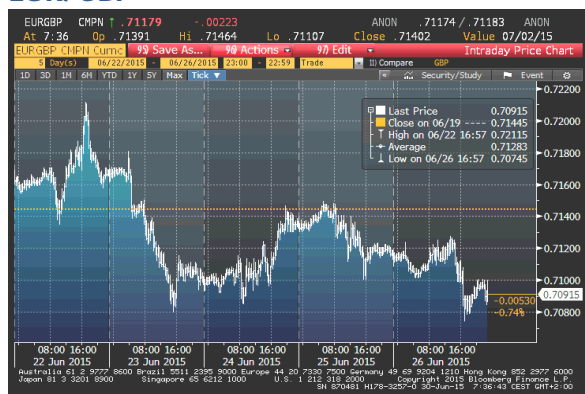 EUR/GBP
EURGBP CMPN ↑ .71179 -.00223 ANON .71174/.71183 ANON
At 7:36 Op .71391 Hi .71464 Lo .71107 Close .71402 Value 07/02/15
EURGBP CMPN Curnc 99) Save As... 98) Actions 97) Edit Intraday Price Chart
5 Day(s) 06/22/2015 - 06/26/2015 23:00 - 22:59 Trade 11) Compare GBP
1D 3D 1M 6M YTD 1Y 5Y Max Tick ▼ Security/Study Event
Last Price 0.70915
Close on 06/19 ---- 0.71445
High on 06/22 16:57 0.72115
Average 0.71283
Low on 06/26 16:57 0.70745
0.72200
0.72000
0.71800
0.71600
0.71400
0.71200
0.71000
0.70915
0.70800
-0.00530
-0.74%
08:00 16:00 08:00 16:00 08:00 16:00 08:00 16:00 08:00 16:00
22 Jun 2015 23 Jun 2015 24 Jun 2015 25 Jun 2015 26 Jun 2015
Australia 61 2 9777 8600 Brazil 5511 2395 9000 Europe 44 20 7330 7500 Germany 49 69 9204 1210 Hong Kong 852 2977 6000
Japan 81 3 3201 8900 Singapore 65 6212 1000 U.S. 1 212 318 2000 Copyright 2015 Bloomberg Finance L.P.
SN 870481 H178-3257-0 30-Jun-15 7:36:43 CEST GMT+2:00